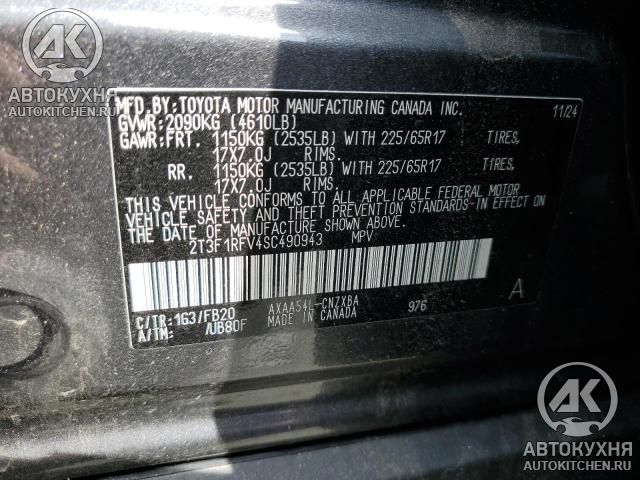 АК
АВТОКУХНЯ
AUTOKITCHEN.RU
MFD.BY:TOYOTA MOTOR MANUFACTURING CANADA INC. 11/24
GVWR:2090KG (4610LB)
GAWR:FRT. 1150KG (2535LB) WITH 225/65R17 TIRES,
17X7.0J RIMS.
RR. 1150KG (2535LB) WITH 225/65R17 TIRES,
17X7.0J RIMS.
THIS VEHICLE CONFORMS TO ALL APPLICABLE FEDERAL MOTOR
VEHICLE SAFETY AND THEFT PREVENTION STANDARDS IN EFFECT ON
THE DATE OF MANUFACTURE SHOWN ABOVE.
2T3F1RFV4SC490943 MPV
C/TR:1G3/FB20 AXAA54L-CNZXBA 976 A
A/TM: /UB80F MADE IN CANADA
АК
АВТОКУХНЯ
AUTOKITCHEN.RU